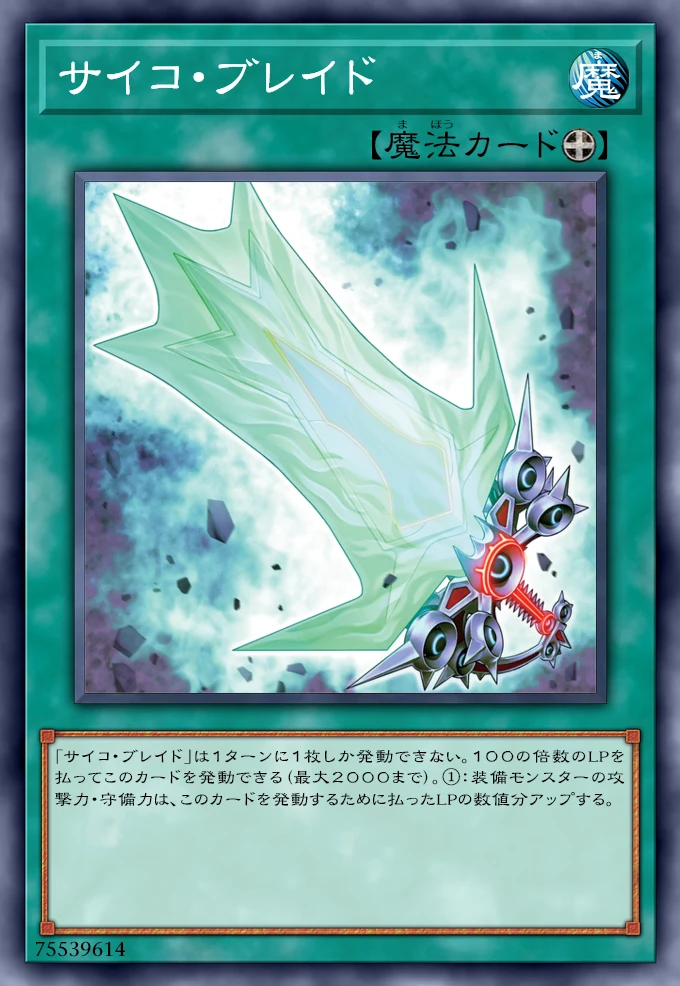 サイコ・ブレイド
魔
ま
【魔法カード】
ま ほう
「サイコ・ブレイド」は１ターンに１枚しか発動できない。１００の倍数のLPを
払ってこのカードを発動できる(最大２０００まで)。①：装備モンスターの攻
撃力・守備力は、このカードを発動するために払ったLPの数値分アップする。
75539614